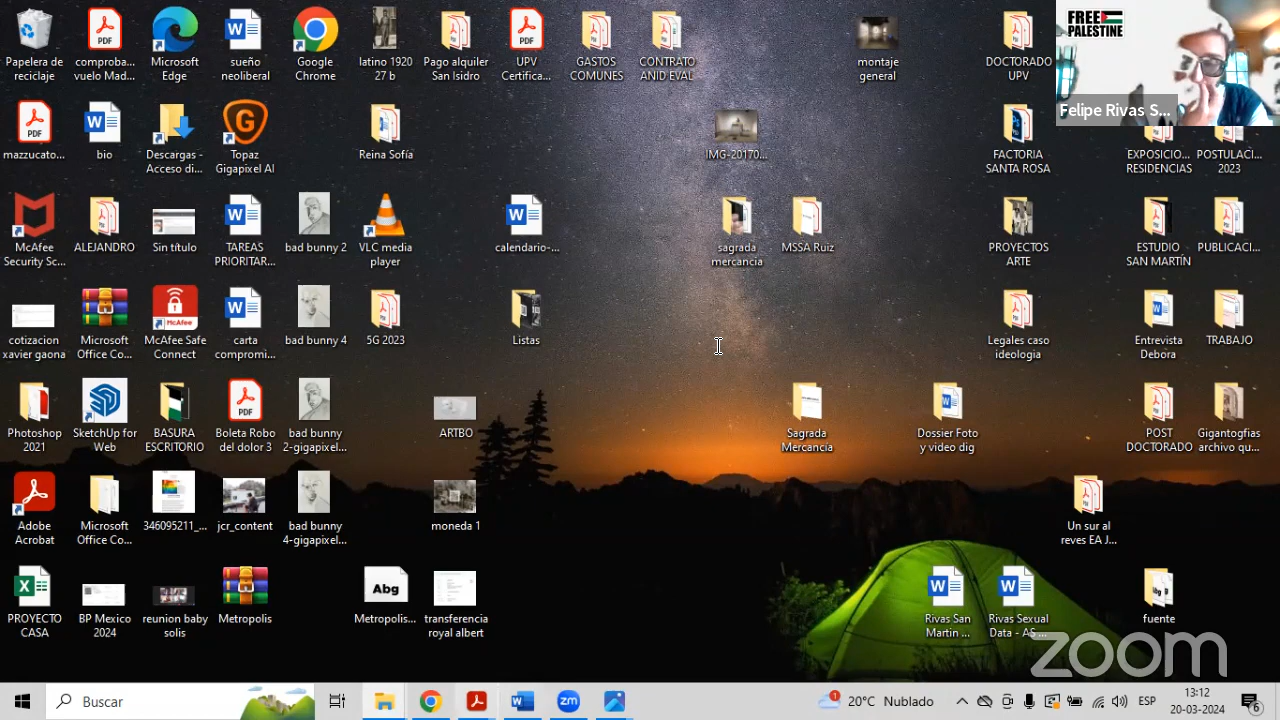 Papelera de
reciclaje
comproba...
vuelo Mad...
Microsoft
Edge
sueño
neoliberal
Google
Chrome
latino 1920
27 b
Pago alquiler
San Isidro
UPV
Certifica...
GASTOS
COMUNES
CONTRATO
ANID EVAL
montaje
general
DOCTORADO
UPV
FREE
PALESTINE
Felipe Rivas S...
mazzucato...
bio
Descargas -
Acceso di...
Topaz
Gigapixel AI
Reina Sofía
IMG-20170...
FACTORIA
SANTA ROSA
EXPOSICIO...
RESIDENCIAS
POSTULACI...
2023
McAfee
Security Sc...
ALEJANDRO
Sin título
TAREAS
PRIORITAR...
bad bunny 2
VLC media
player
calendario-...
sagrada
mercancía
MSSA Ruiz
PROYECTOS
ARTE
ESTUDIO
SAN MARTÍN
PUBLICACI...
cotizacion
xavier gaona
Microsoft
Office Co...
McAfee Safe
Connect
carta
compromi...
bad bunny 4
5G 2023
Listas
Legales caso
ideologia
Entrevista
Debora
TRABAJO
Photoshop
2021
SketchUp for
Web
BASURA
ESCRITORIO
Boleta Robo
del dolor 3
bad bunny
2-gigapixel...
ARTBO
Sagrada
Mercancía
Dossier Foto
y video dig
POST
DOCTORADO
Gigantogfias
archivo qu...
Adobe
Acrobat
Microsoft
Office Co...
346095211_...
jcr_content
bad bunny
4-gigapixel...
moneda 1
Un sur al
reves EA J...
PROYECTO
CASA
BP Mexico
2024
reunion baby
solis
Metropolis
Abg
Metropolis...
transferencia
royal albert
Rivas San
Martin ...
Rivas Sexual
Data - AS ...
fuente
zoom
Buscar
20°C Nublado
ESP
13:12
20-03-2024